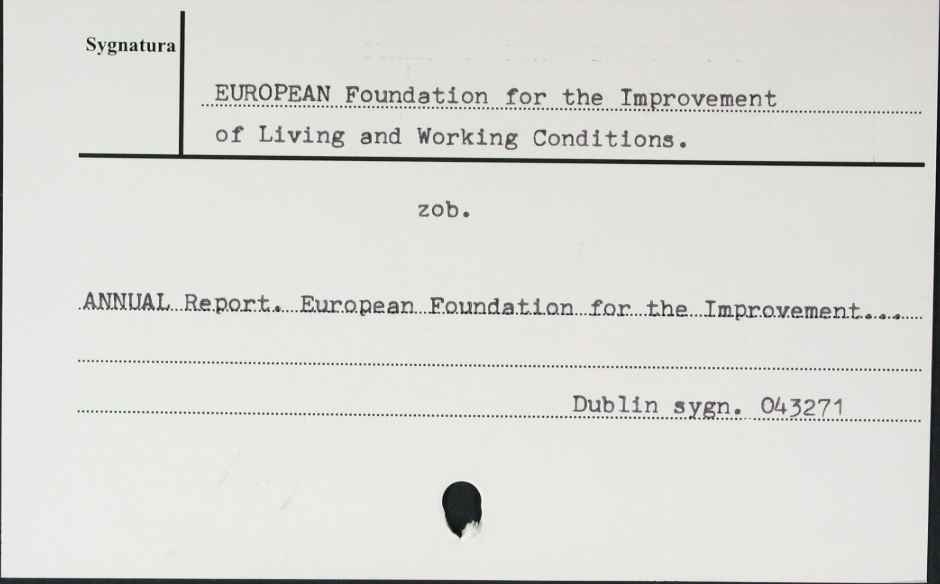 Sygnatura
EUROPEAN Foundation for the Improvement
of Living and Working Conditions.
zob.
ANNUAL Report. European Foundation for the Improvement...
Dublin sygn. 043271